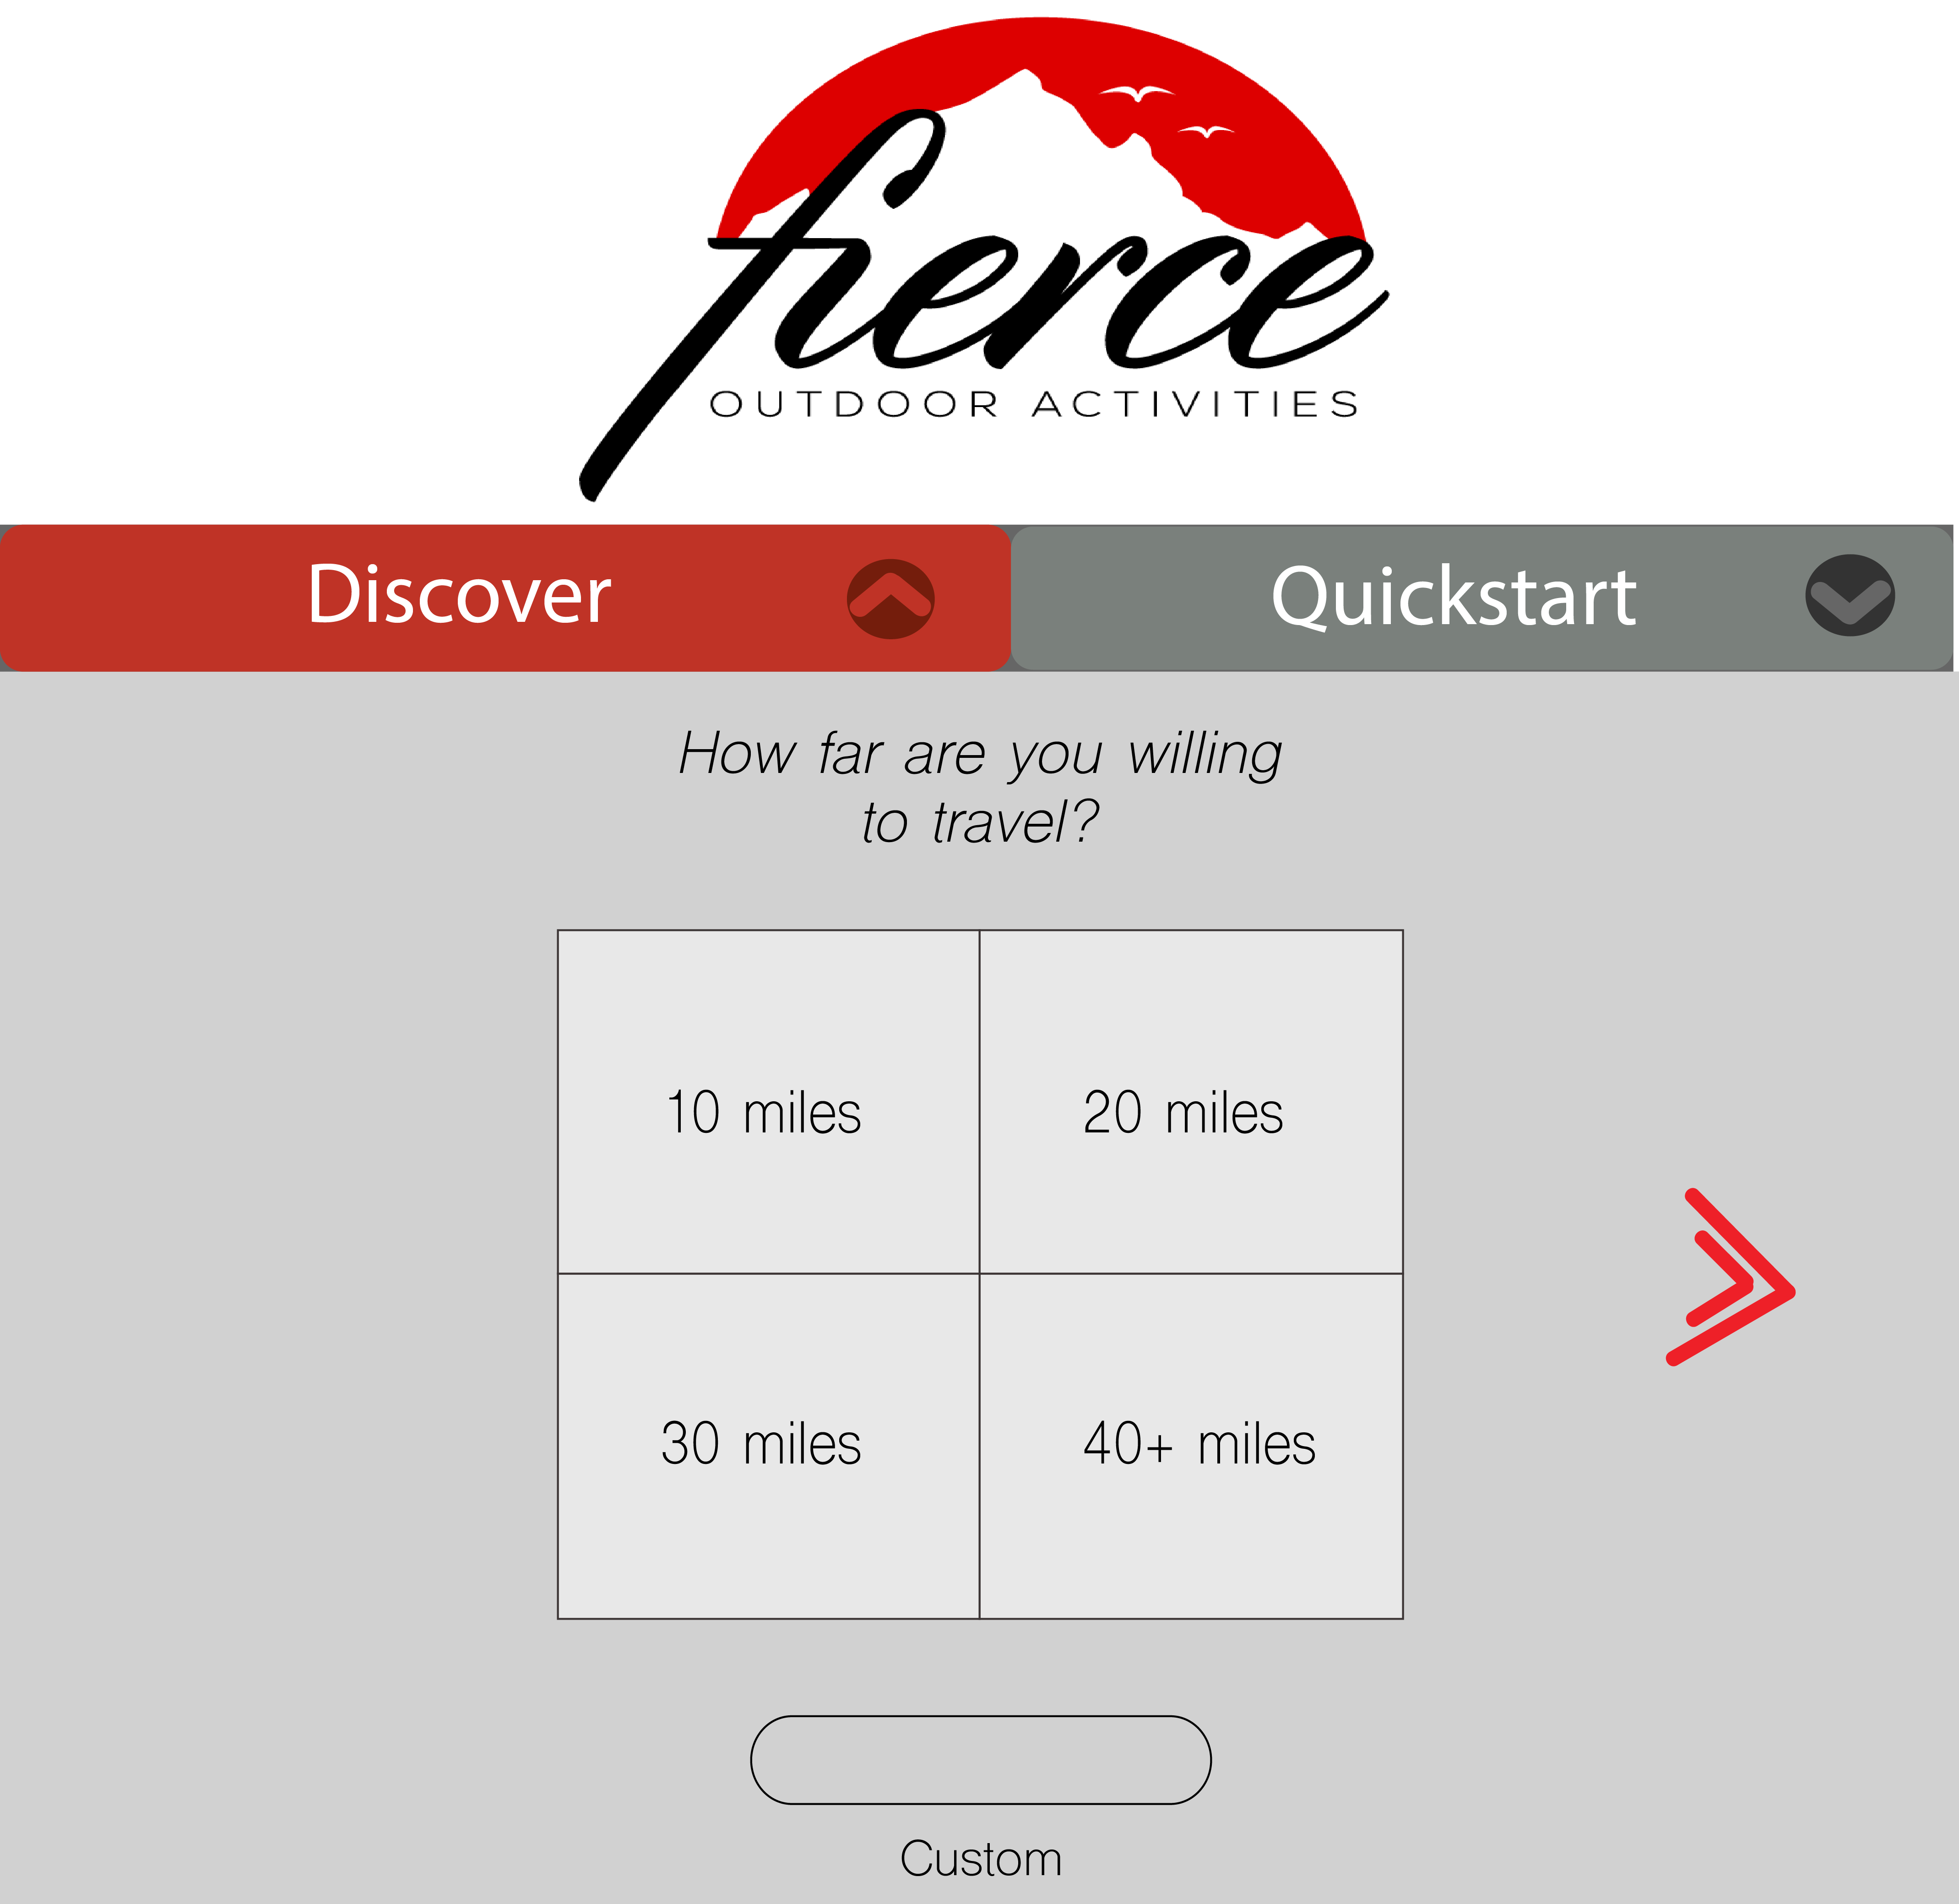 fierce
OUTDOOR ACTIVITIES
Discover
Quickstart
How far are you willing
to travel?
10 miles
20 miles
30 miles
40+ miles
Custom